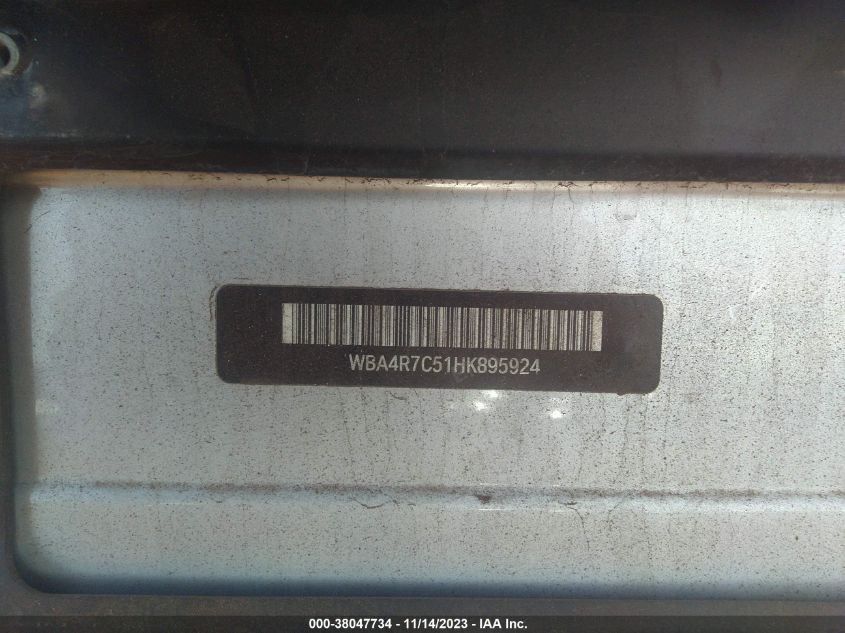 WBA4R7C51HK895924
000-38047734 - 11/14/2023 - IAA Inc.